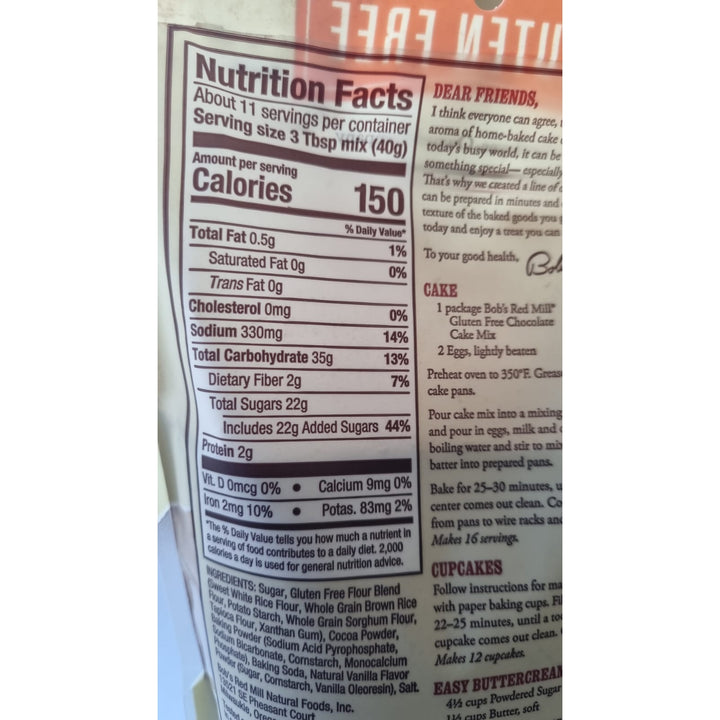 GLUTEN FREE
Nutrition Facts
About 11 servings per container
Serving size 3 Tbsp mix (40g)
Amount per serving
Calories 150
% Daily Value*
Total Fat 0.5g 1%
Saturated Fat 0g 0%
Trans Fat 0g
Cholesterol 0mg 0%
Sodium 330mg 14%
Total Carbohydrate 35g 13%
Dietary Fiber 2g 7%
Total Sugars 22g
Includes 22g Added Sugars 44%
Protein 2g
Vit. D 0mcg 0% • Calcium 9mg 0%
Iron 2mg 10% • Potas. 83mg 2%
*The % Daily Value tells you how much a nutrient in
a serving of food contributes to a daily diet. 2,000
calories a day is used for general nutrition advice.
INGREDIENTS: Sugar, Gluten Free Flour Blend
(Sweet White Rice Flour, Whole Grain Brown Rice
Flour, Potato Starch, Whole Grain Sorghum Flour,
Tapioca Flour, Xanthan Gum), Cocoa Powder,
Baking Powder (Sodium Acid Pyrophosphate,
Sodium Bicarbonate, Cornstarch, Monocalcium
Phosphate), Baking Soda, Natural Vanilla Flavor
Powder (Sugar, Cornstarch, Vanilla Oleoresin), Salt.
Bob's Red Mill Natural Foods, Inc.
13521 SE Pheasant Court
Milwaukie, Oregon
DEAR FRIENDS,
I think everyone can agree,
aroma of home-baked cake
today's busy world, it can be
something special—especially
That's why we created a line of
can be prepared in minutes and
texture of the baked goods you
today and enjoy a treat you can
To your good health, Bob
CAKE
1 package Bob's Red Mill®
Gluten Free Chocolate
Cake Mix
2 Eggs, lightly beaten
Preheat oven to 350°F. Grease
cake pans.
Pour cake mix into a mixing
and pour in eggs, milk and
boiling water and stir to mix
batter into prepared pans.
Bake for 25–30 minutes, u
center comes out clean. Co
from pans to wire racks and
Makes 16 servings.
CUPCAKES
Follow instructions for ma
with paper baking cups. Fi
22–25 minutes, until a too
cupcake comes out clean.
Makes 12 cupcakes.
EASY BUTTERCREAM
4½ cups Powdered Sugar
1½ cups Butter, soft